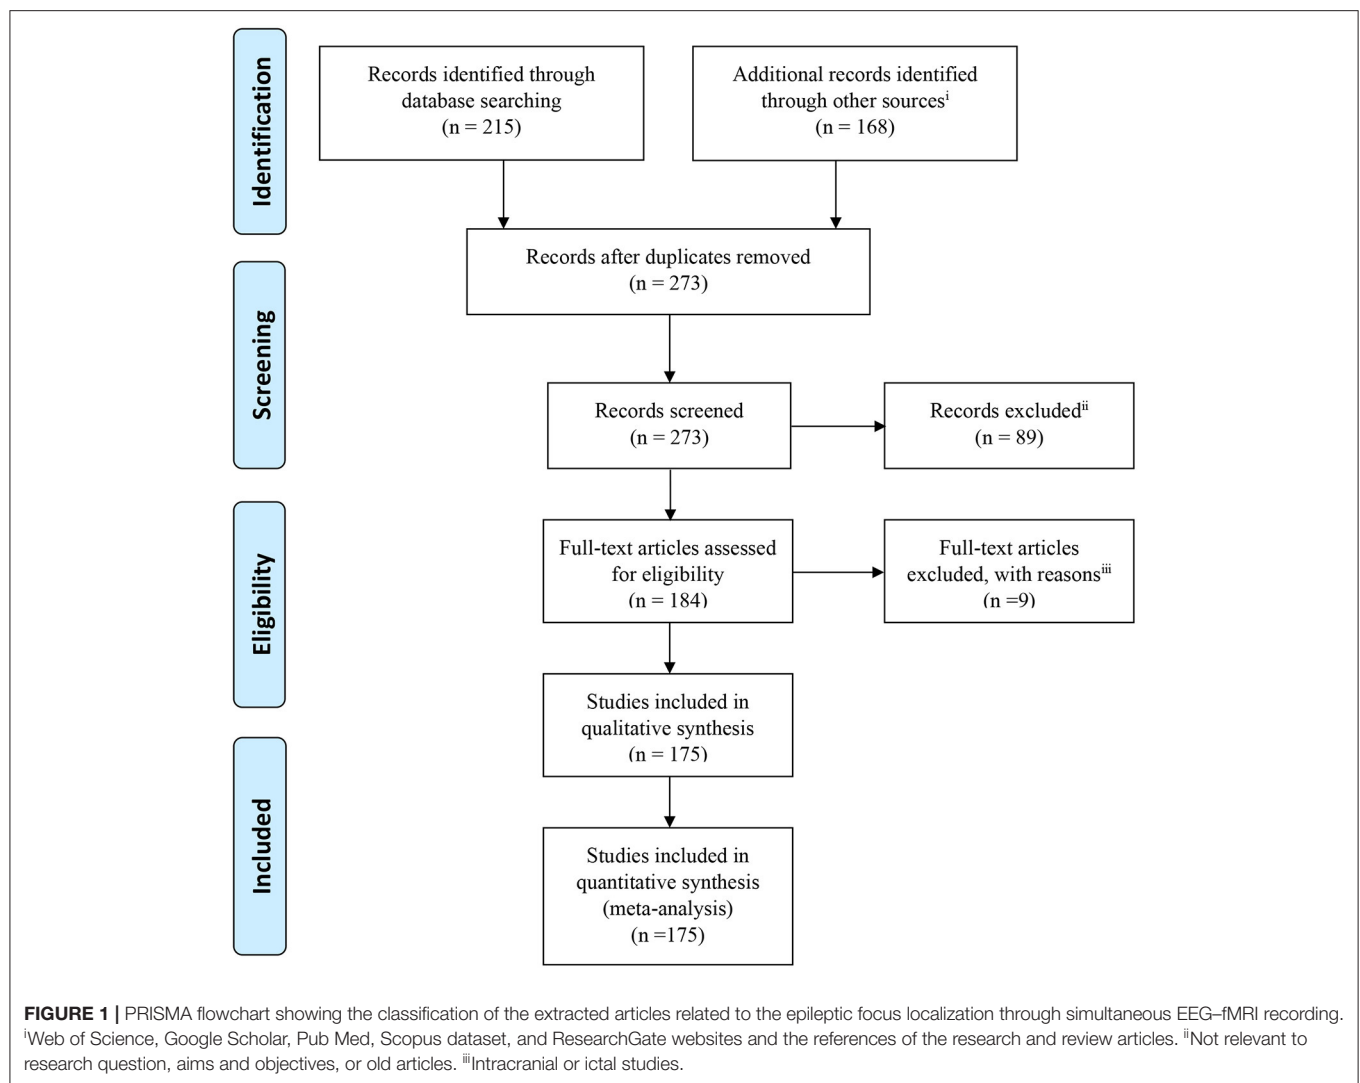 Identification
Records identified through
database searching
(n = 215)
Additional records identified
through other sourcesⁱ
(n = 168)
Records after duplicates removed
(n = 273)
Screening
Records screened
(n = 273)
Records excludedⁱⁱ
(n = 89)
Eligibility
Full-text articles assessed
for eligibility
(n = 184)
Full-text articles
excluded, with reasonsⁱⁱⁱ
(n =9)
Studies included in
qualitative synthesis
(n = 175)
Included
Studies included in
quantitative synthesis
(meta-analysis)
(n =175)
FIGURE 1 | PRISMA flowchart showing the classification of the extracted articles related to the epileptic focus localization through simultaneous EEG–fMRI recording.
ⁱWeb of Science, Google Scholar, Pub Med, Scopus dataset, and ResearchGate websites and the references of the research and review articles. ⁱⁱNot relevant to
research question, aims and objectives, or old articles. ⁱⁱⁱIntracranial or ictal studies.